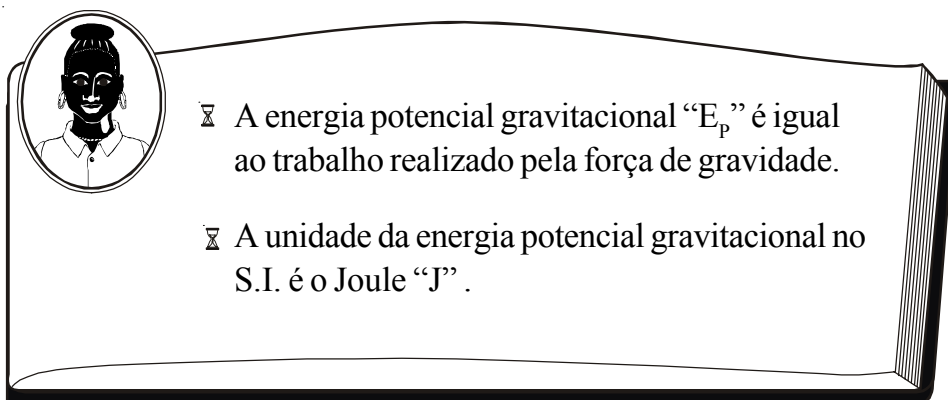 A energia potencial gravitacional “Eₚ” é igual
ao trabalho realizado pela força de gravidade.
A unidade da energia potencial gravitacional no
S.I. é o Joule “J” .